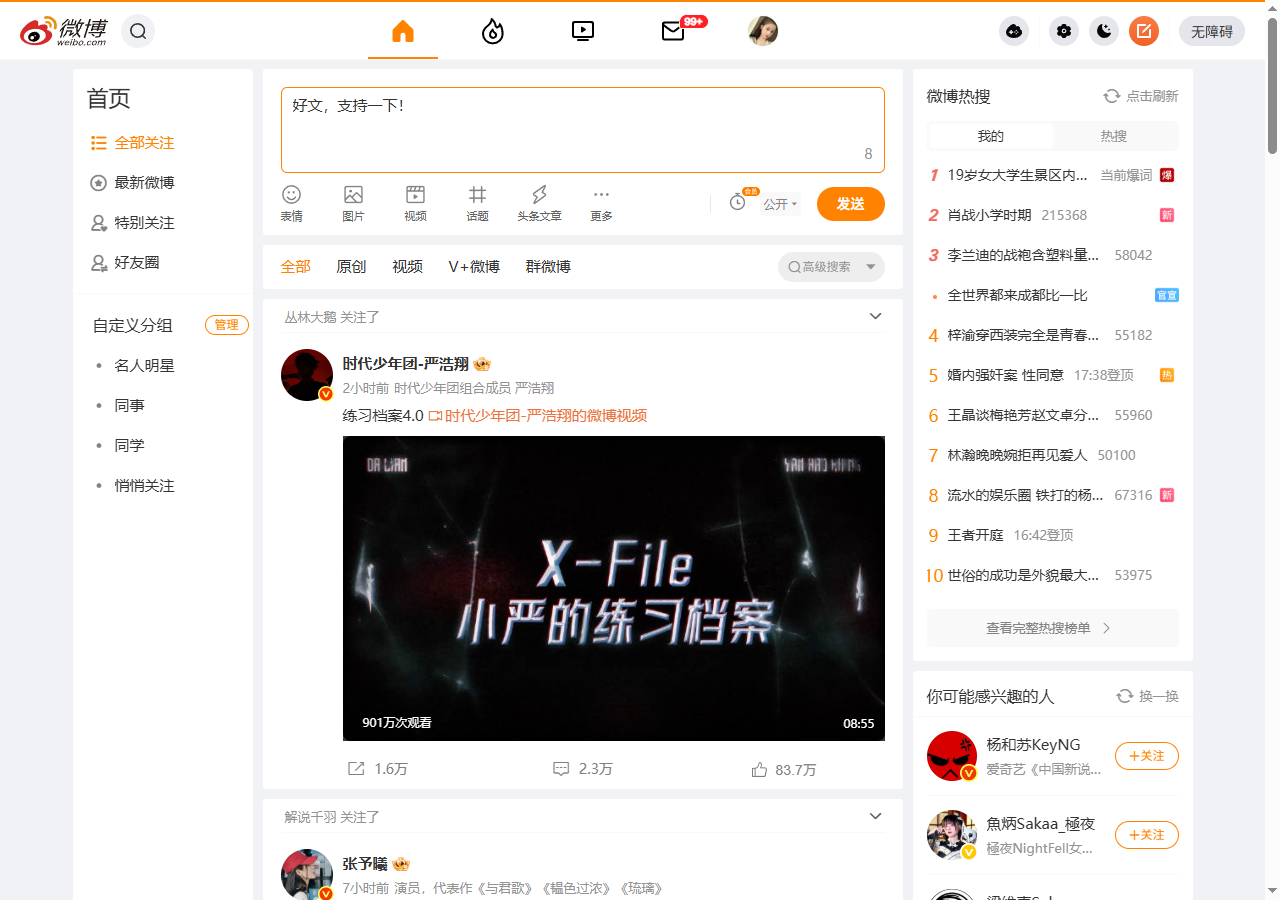 微博
weibo.com
99+
无障碍
首页
全部关注
最新微博
特别关注
好友圈
自定义分组 管理
名人明星
同事
同学
悄悄关注
好文，支持一下！
8
表情 图片 视频 话题 头条文章 更多
会员
公开
发送
全部 原创 视频 V+微博 群微博
高级搜索
丛林大鹅 关注了
时代少年团-严浩翔
2小时前 时代少年团组合成员 严浩翔
练习档案4.0 时代少年团-严浩翔的微博视频
X-File
小严的练习档案
901万次观看 08:55
1.6万 2.3万 83.7万
解说千羽 关注了
张予曦
7小时前 演员，代表作《与君歌》《韫色过浓》《琉璃》
微博热搜 点击刷新
我的 热搜
1 19岁女大学生景区内... 当前爆词 爆
2 肖战小学时期 215368 新
3 李兰迪的战袍含塑料量... 58042
全世界都来成都比一比 官宣
4 梓渝穿西装完全是青春... 55182
5 婚内强奸案 性同意 17:38登顶 热
6 王晶谈梅艳芳赵文卓分... 55960
7 林瀚晚晚婉拒再见爱人 50100
8 流水的娱乐圈 铁打的杨... 67316 新
9 王者开庭 16:42登顶
10 世俗的成功是外貌最大... 53975
查看完整热搜榜单
你可能感兴趣的人 换一换
杨和苏KeyNG
爱奇艺《中国新说...
+关注
魚炳Sakaa_極夜
極夜NightFell女...
+关注